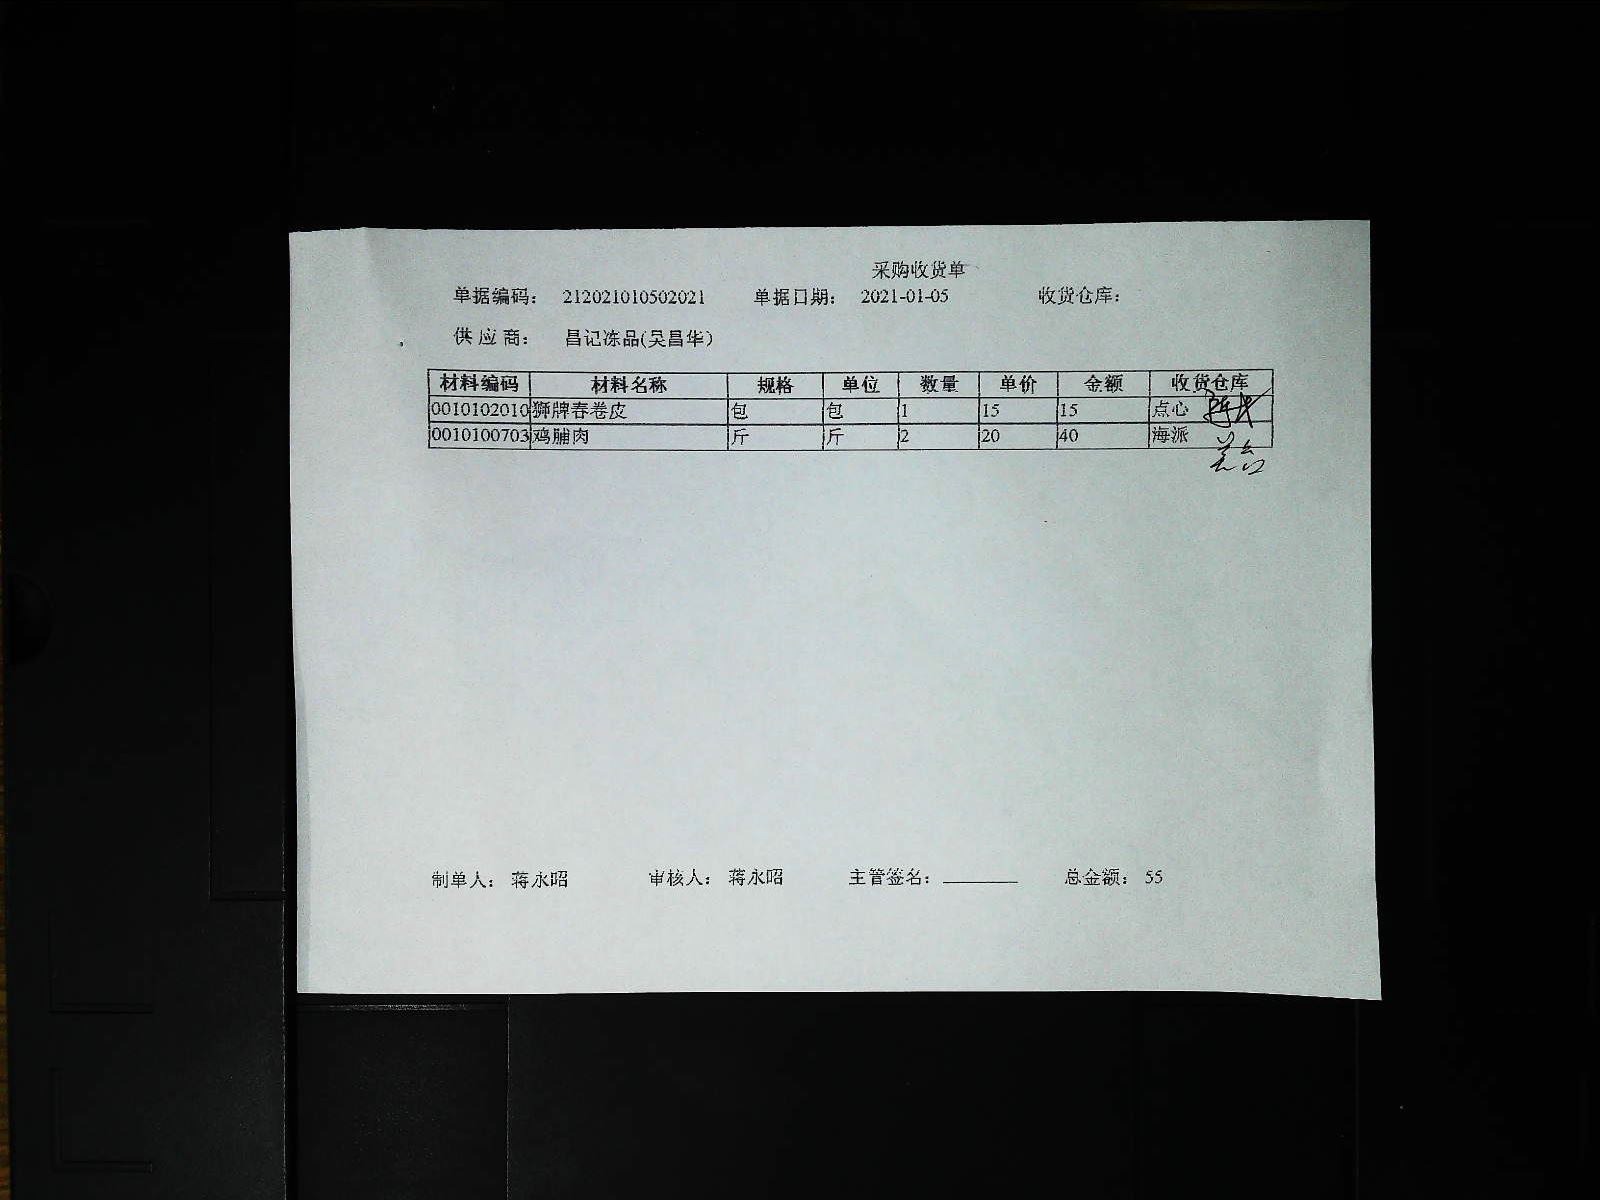 采购收货单
单据编码： 212021010502021 单据日期： 2021-01-05 收货仓库：
供 应 商： 昌记冻品(吴昌华)
材料编码 材料名称 规格 单位 数量 单价 金额 收货仓库
0010102010 狮牌春卷皮 包 包 1 15 15 点心
0010100703 鸡脯肉 斤 斤 2 20 40 海派
制单人： 蒋永昭 审核人： 蒋永昭 主管签名： 总金额： 55